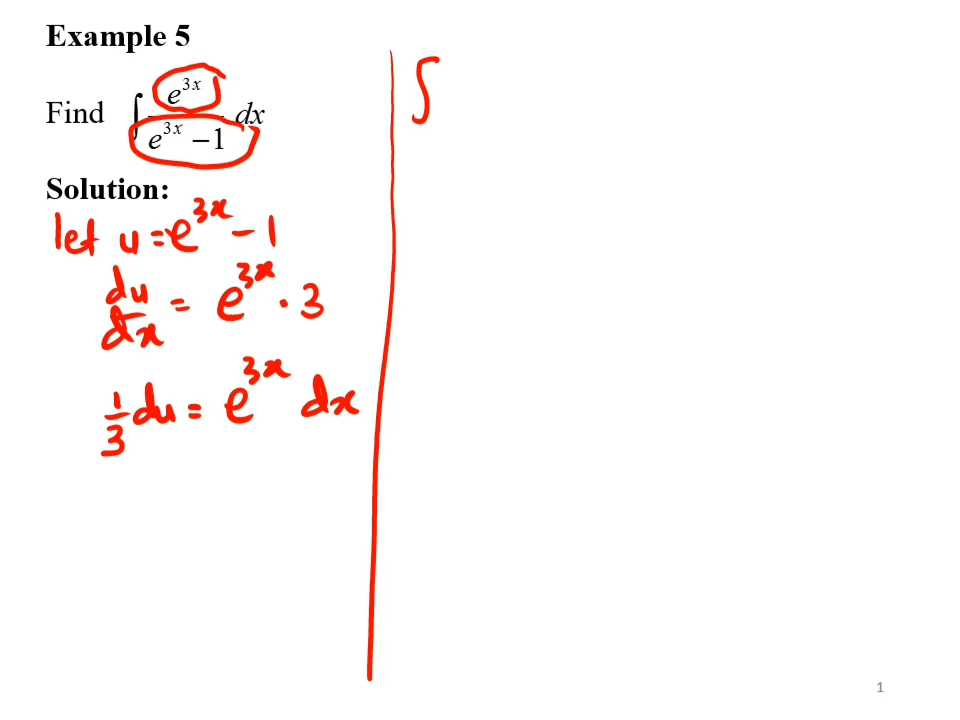 Example 5
Find ∫ e^{3x} / (e^{3x} − 1) dx
Solution:
let u = e^{3x} − 1
du/dx = e^{3x} · 3
1/3 du = e^{3x} dx
∫
1